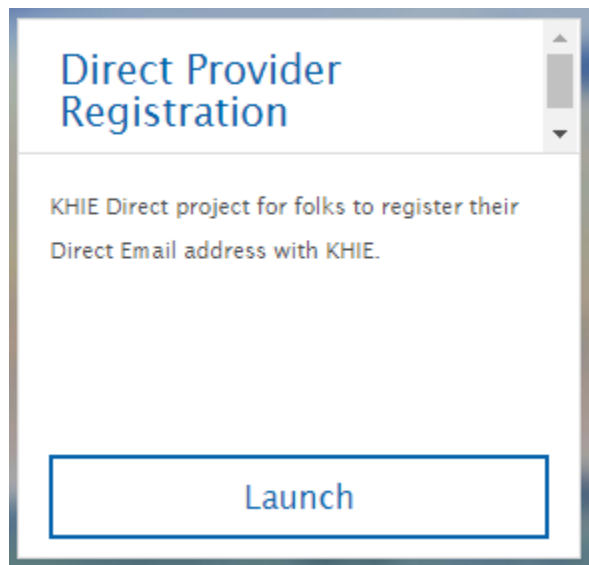 Direct Provider
Registration
KHIE Direct project for folks to register their
Direct Email address with KHIE.
Launch